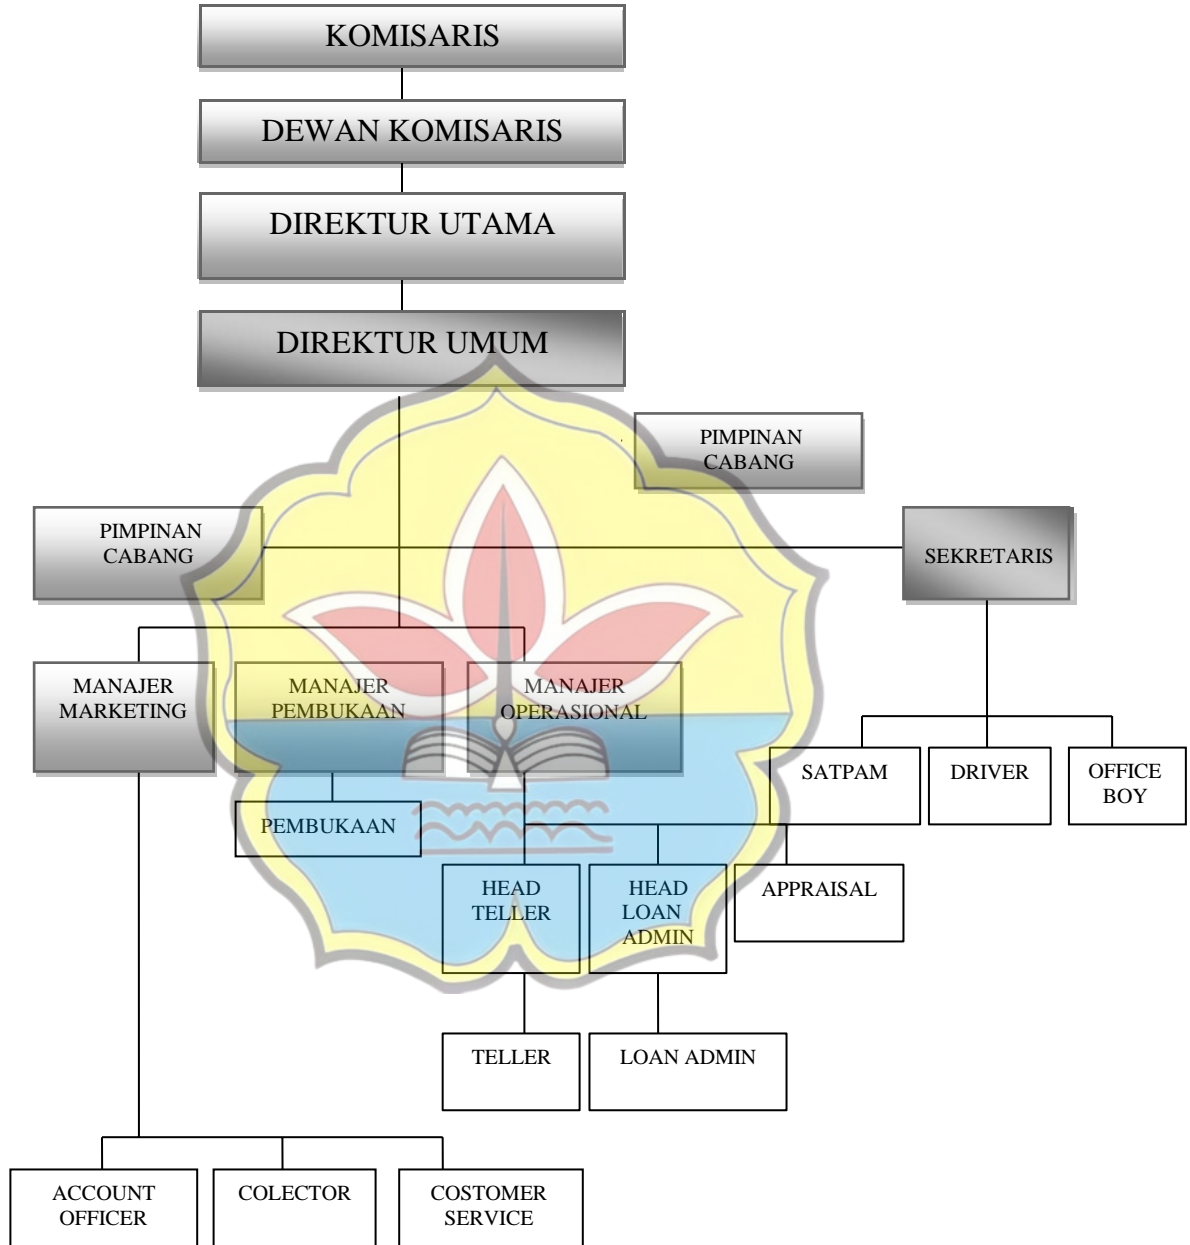 KOMISARIS
DEWAN KOMISARIS
DIREKTUR UTAMA
DIREKTUR UMUM
PIMPINAN
CABANG
PIMPINAN
CABANG
SEKRETARIS
MANAJER
MARKETING
MANAJER
PEMBUKAAN
MANAJER
OPERASIONAL
SATPAM
DRIVER
OFFICE
BOY
PEMBUKAAN
HEAD
TELLER
HEAD
LOAN
ADMIN
APPRAISAL
TELLER
LOAN ADMIN
ACCOUNT
OFFICER
COLECTOR
COSTOMER
SERVICE